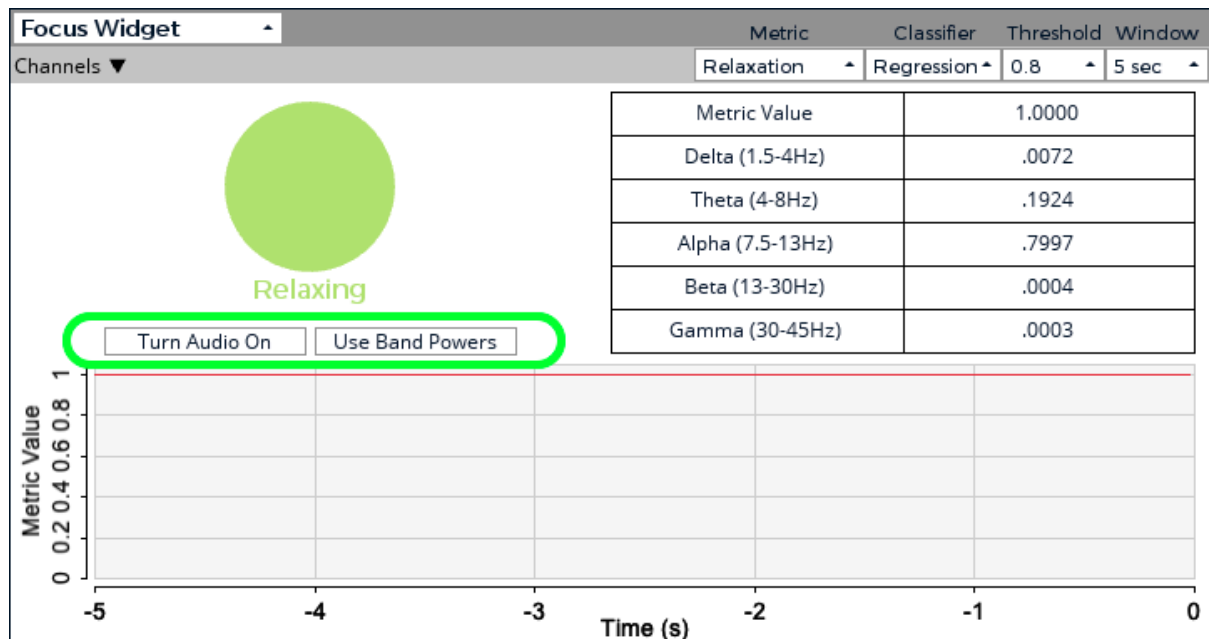 Focus Widget
Metric Classifier Threshold Window
Channels ▼
Relaxation Regression 0.8 5 sec
Metric Value 1.0000
Delta (1.5-4Hz) .0072
Theta (4-8Hz) .1924
Alpha (7.5-13Hz) .7997
Beta (13-30Hz) .0004
Gamma (30-45Hz) .0003
Relaxing
Turn Audio On Use Band Powers
Metric Value
1
0.8
0.6
0.4
0.2
0
-5 -4 -3 -2 -1 0
Time (s)